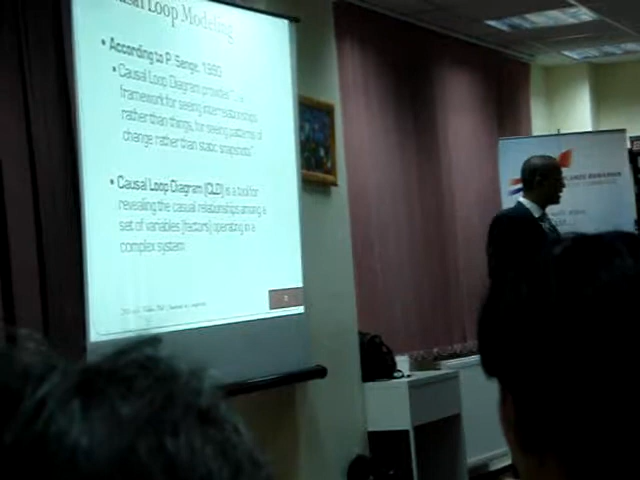 Causal Loop Modeling
• According to P. Senge, 1990
• Causal Loop Diagram provides "a
framework for seeing interrelationships
rather than things, for seeing patterns of
change rather than static snapshots"
• Causal Loop Diagram (CLD) is a tool for
revealing the casual relationships among a
set of variables (factors) operating in a
complex system